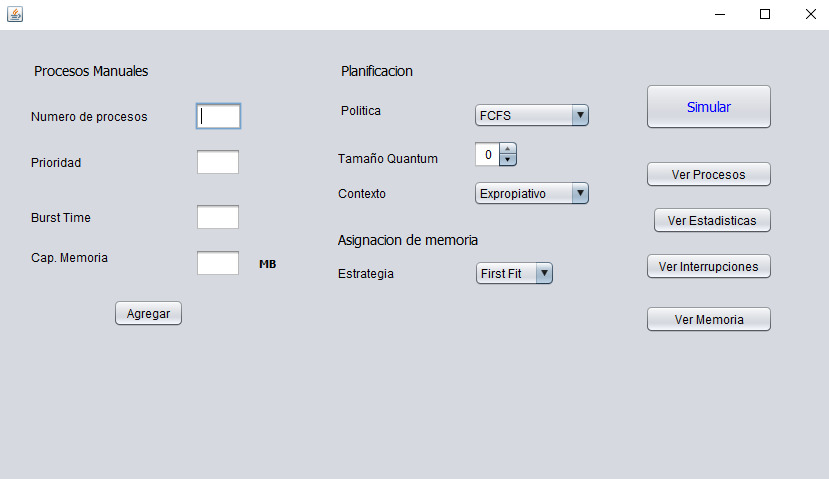 Procesos Manuales
Numero de procesos
Prioridad
Burst Time
Cap. Memoria
MB
Agregar
Planificacion
Politica
FCFS
Tamaño Quantum
0
Contexto
Expropiativo
Asignacion de memoria
Estrategia
First Fit
Simular
Ver Procesos
Ver Estadisticas
Ver Interrupciones
Ver Memoria